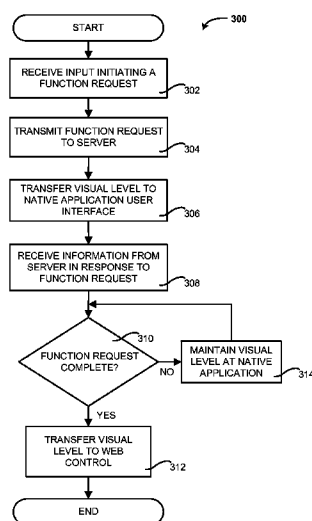 START
300
RECEIVE INPUT INITIATING A
FUNCTION REQUEST
302
TRANSMIT FUNCTION REQUEST
TO SERVER
304
TRANSFER VISUAL LEVEL TO
NATIVE APPLICATION USER
INTERFACE
306
RECEIVE INFORMATION FROM
SERVER IN RESPONSE TO
FUNCTION REQUEST
308
310
FUNCTION REQUEST
COMPLETE?
NO
MAINTAIN VISUAL
LEVEL AT NATIVE
APPLICATION
314
YES
TRANSFER VISUAL
LEVEL TO WEB
CONTROL
312
END